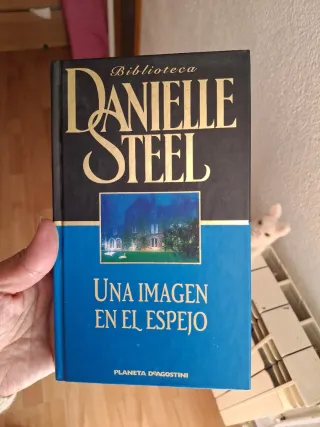 Biblioteca
DANIELLE
STEEL
UNA IMAGEN
EN EL ESPEJO
PLANETA DEAGOSTINI